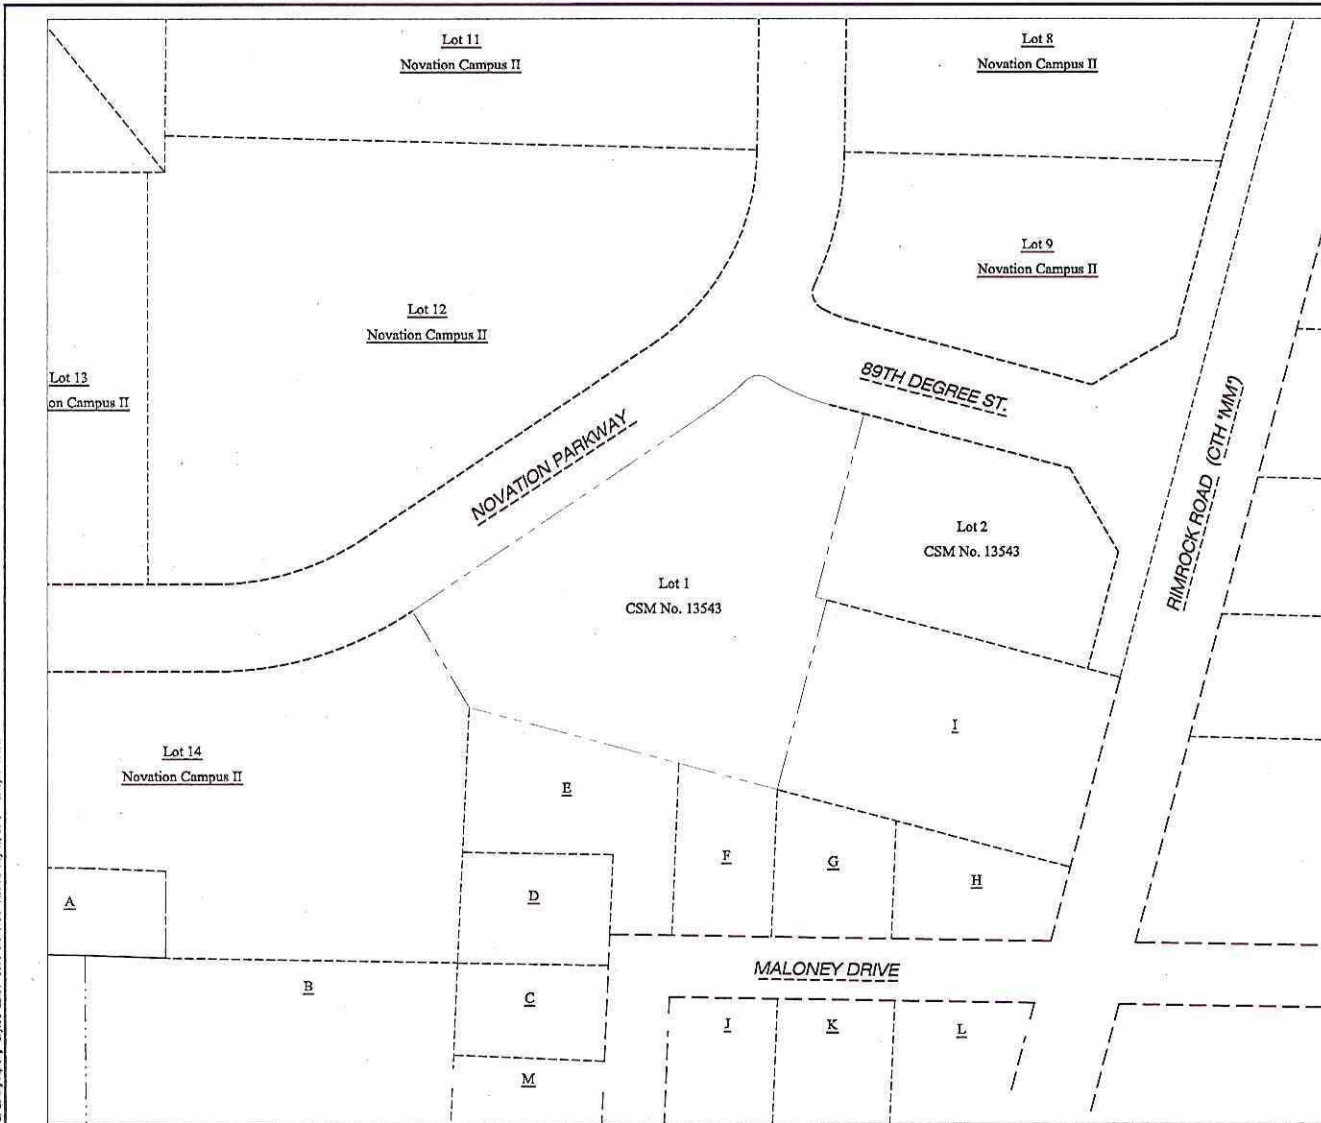 Lot 11
Novation Campus II
Lot 8
Novation Campus II
Lot 9
Novation Campus II
Lot 12
Novation Campus II
Lot 13
on Campus II
89TH DEGREE ST.
NOVATION PARKWAY
RIMROCK ROAD (CTH "MM")
Lot 2
CSM No. 13543
Lot 1
CSM No. 13543
I
Lot 14
Novation Campus II
E
F
G
H
D
A
MALONEY DRIVE
B
C
J
K
L
M